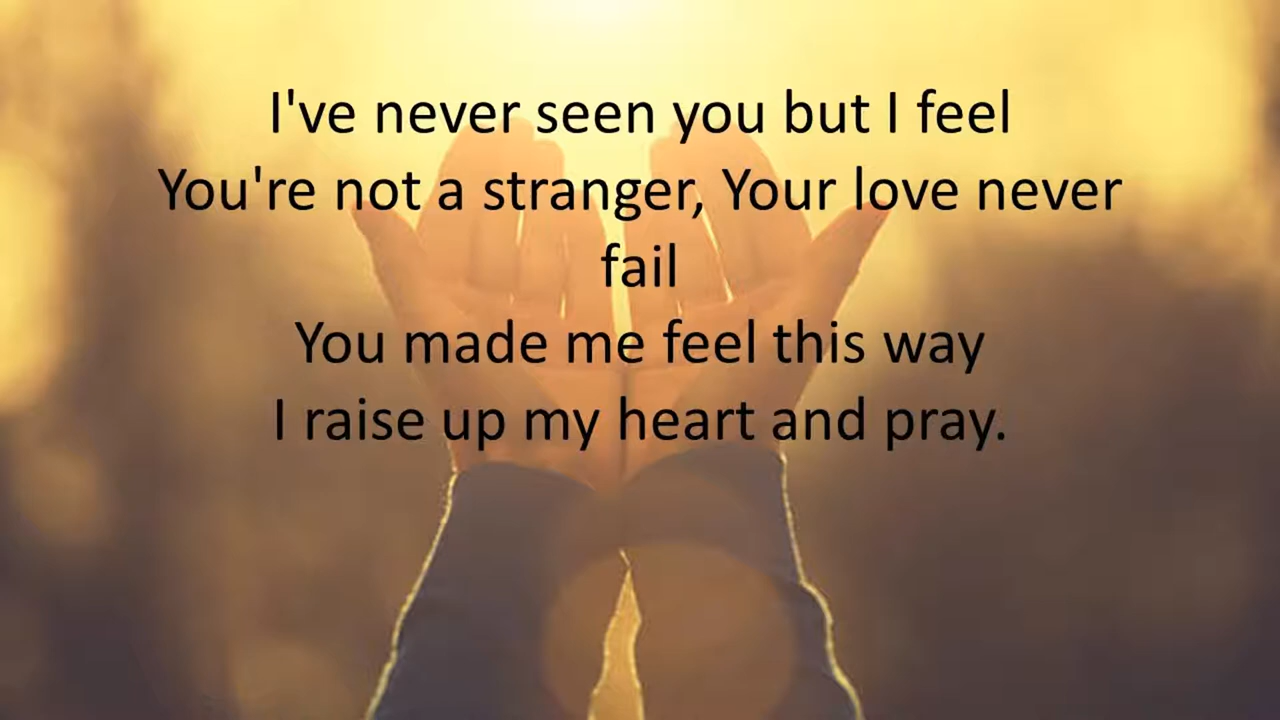 I've never seen you but I feel
You're not a stranger, Your love never
fail
You made me feel this way
I raise up my heart and pray.